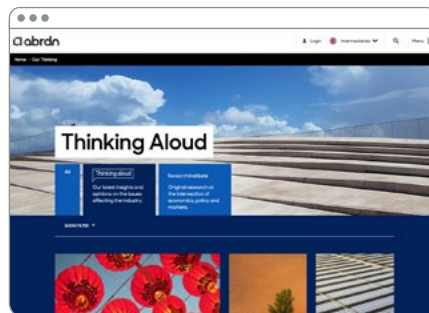 abrdn
Login
Intermediaries
Menu
Home - Our Thinking
Thinking Aloud
All
Thinking aloud
Our latest insights and
opinions on the issues
affecting the industry.
Research Institute
Original research at
the intersection of
economics, policy and
markets.
SHOW FILTER